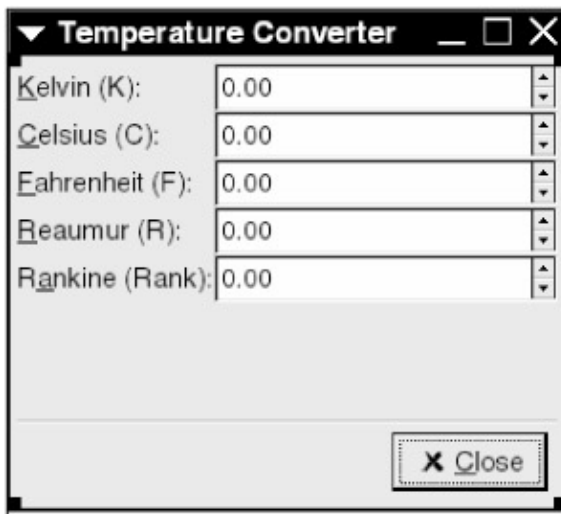 Temperature Converter
Kelvin (K): 0.00
Celsius (C): 0.00
Fahrenheit (F): 0.00
Reaumur (R): 0.00
Rankine (Rank): 0.00
Close